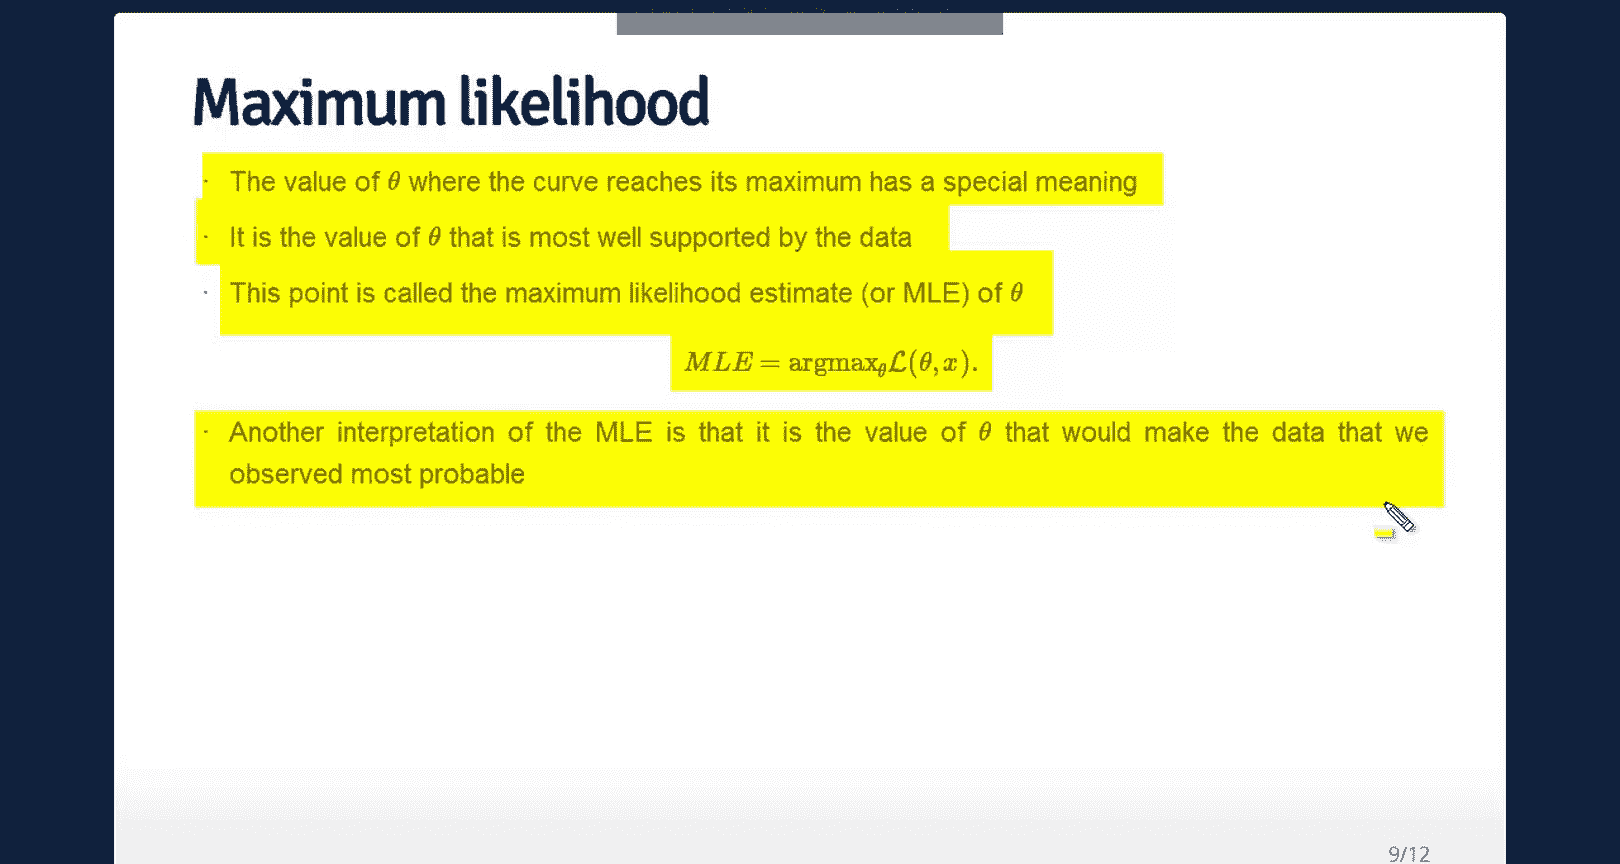 Maximum likelihood
· The value of θ where the curve reaches its maximum has a special meaning
· It is the value of θ that is most well supported by the data
· This point is called the maximum likelihood estimate (or MLE) of θ
MLE = argmax_θ ℒ(θ, x).
· Another interpretation of the MLE is that it is the value of θ that would make the data that we
observed most probable
9/12